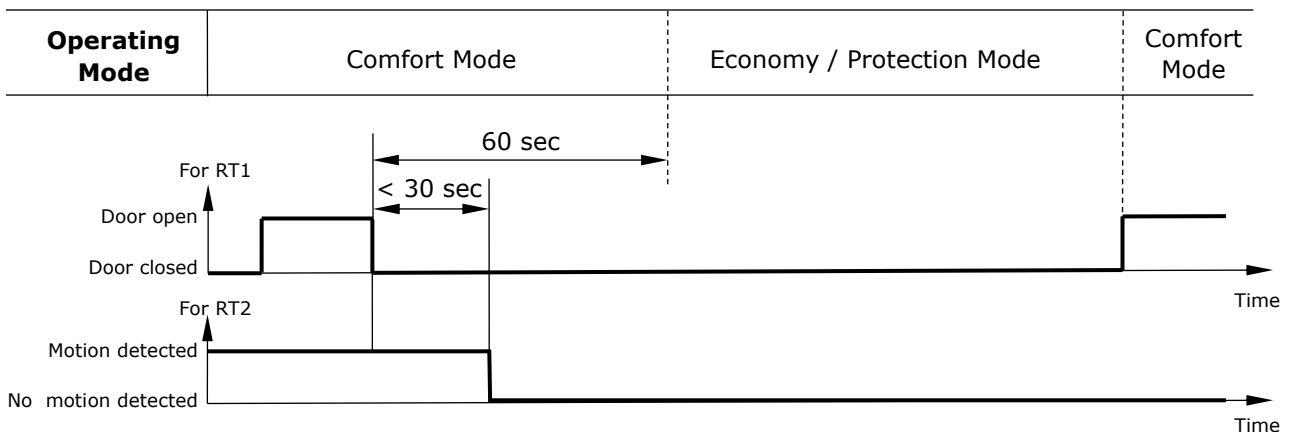 Operating
Mode
Comfort Mode
Economy / Protection Mode
Comfort
Mode
60 sec
For RT1
< 30 sec
Door open
Door closed
Time
For RT2
Motion detected
No motion detected
Time